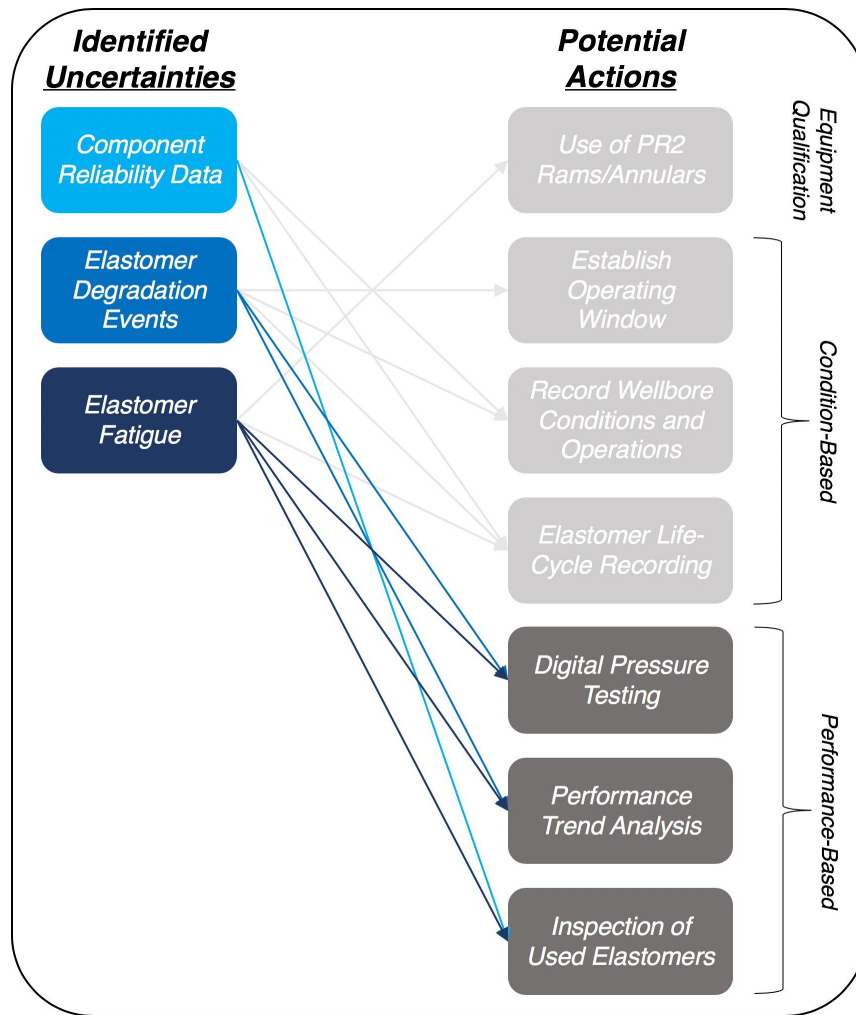 Identified
Uncertainties
Potential
Actions
Component
Reliability Data
Elastomer
Degradation
Events
Elastomer
Fatigue
Use of PR2
Rams/Annulars
Establish
Operating
Window
Record Wellbore
Conditions and
Operations
Elastomer Life-
Cycle Recording
Digital Pressure
Testing
Performance
Trend Analysis
Inspection of
Used Elastomers
Equipment
Qualification
Condition-Based
Performance-Based